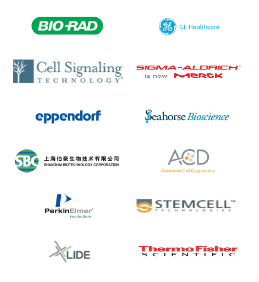 BIO-RAD
GE Healthcare
Cell Signaling
TECHNOLOGY®
SIGMA-ALDRICH®
is now MERCK
eppendorf
Seahorse Bioscience
SBC
上海伯豪生物技术有限公司
SHANGHAI BIOTECHNOLOGY CORPORATION
ACD
Advanced Cell Diagnostics
PerkinElmer®
For the Better
STEMCELL™
TECHNOLOGIES
XLIDE
ThermoFisher
SCIENTIFIC